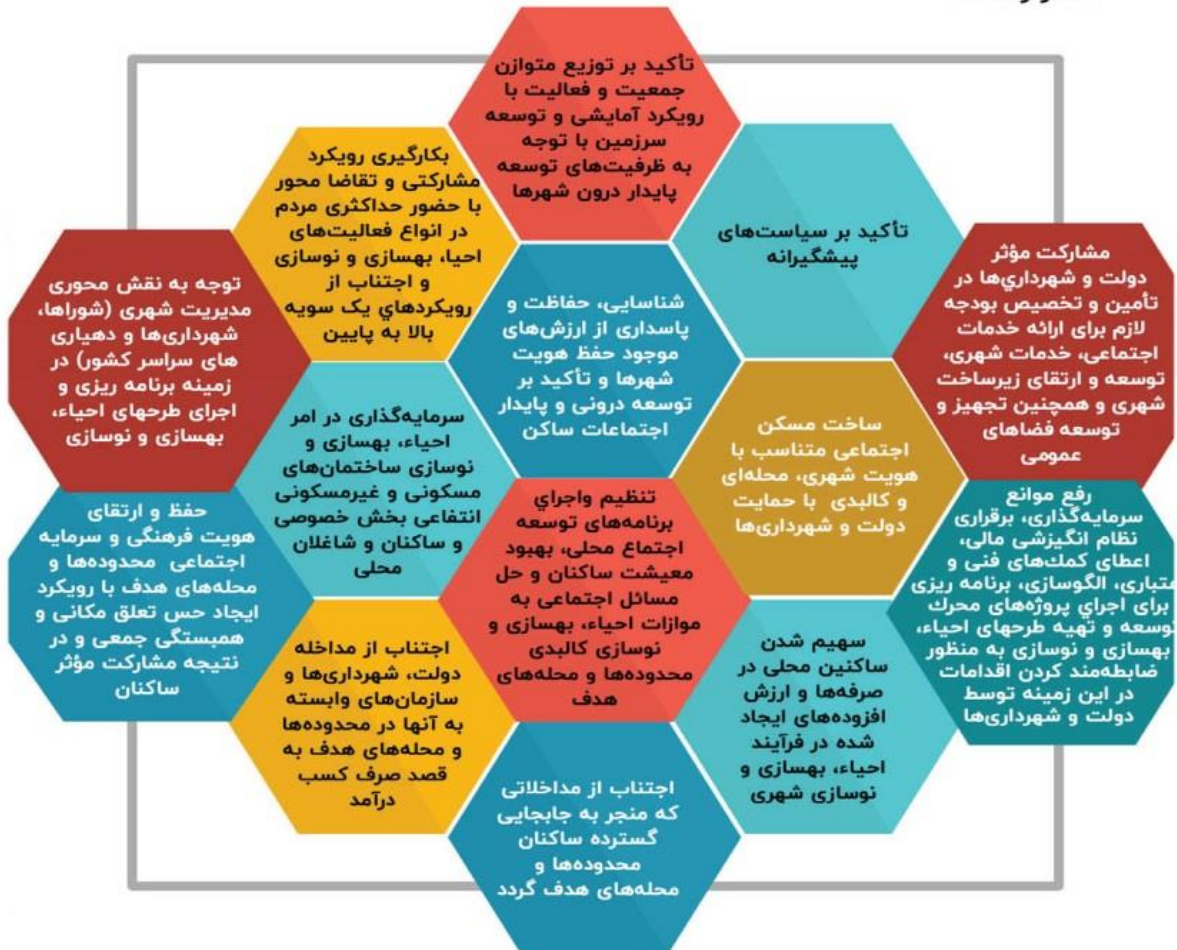 تأکید بر توزیع متوازن
جمعیت و فعالیت با
رویکرد آمایشی و توسعه
سرزمین با توجه
به ظرفیت‌های توسعه
پایدار درون شهرها
تأکید بر سیاست‌های
پیشگیرانه
بکارگیری رویکرد
مشارکتی و تقاضا محور
با حضور حداکثری مردم
در انواع فعالیت‌های
احیا، بهسازی و نوسازی
و اجتناب از
رویکردهاي یک سویه
بالا به پایین
مشارکت مؤثر
دولت و شهرداري‌ها در
تأمین و تخصیص بودجه
لازم برای ارائه خدمات
اجتماعی، خدمات شهری،
توسعه و ارتقای زیرساخت
شهری و همچنین تجهیز و
توسعه فضاهای
عمومی
شناسایی، حفاظت و
پاسداری از ارزش‌های
موجود حفظ هویت
شهرها و تأکید بر
توسعه درونی و پایدار
اجتماعات ساکن
توجه به نقش محوری
مدیریت شهری (شوراها،
شهرداری‌ها و دهیاری
های سراسر کشور) در
زمینه برنامه ریزی و
اجرای طرحهای احیاء،
بهسازی و نوسازی
ساخت مسکن
اجتماعی متناسب با
هویت شهری، محله‌ای
و کالبدی با حمایت
دولت و شهرداری‌ها
سرمایه‌گذاری در امر
احیاء، بهسازی و
نوسازی ساختمان‌های
مسکونی و غیرمسکونی
انتفاعی بخش خصوصی
و ساکنان و شاغلان
محلی
رفع موانع
سرمایه‌گذاری، برقراری
نظام انگیزشی مالی،
اعطای كمك‌های فنی و
عتباری، الگوسازی، برنامه ریزی
برای اجراي پروژه‌های محرك
توسعه و تهیه طرحهای احیاء،
بهسازی و نوسازی به منظور
ضابطه‌مند کردن اقدامات
در این زمینه توسط
دولت و شهرداری‌ها
تنظیم واجراي
برنامه‌های توسعه
اجتماع محلی، بهبود
معیشت ساکنان و حل
مسائل اجتماعی به
موازات احیاء، بهسازی و
نوسازی کالبدی
محدوده‌ها و محله‌های
هدف
حفظ و ارتقای
هویت فرهنگی و سرمایه
اجتماعی محدوده‌ها و
محله‌های هدف با رویکرد
ایجاد حس تعلق مکانی و
همبستگی جمعی و در
نتیجه مشارکت مؤثر
ساکنان
سهیم شدن
ساکنین محلی در
صرفه‌ها و ارزش
افزوده‌های ایجاد
شده در فرآیند
احیاء، بهسازی و
نوسازی شهری
اجتناب از مداخله
دولت، شهرداری‌ها و
سازمان‌های وابسته
به آنها در محدوده‌ها
و محله‌های هدف به
قصد صرف کسب
درآمد
اجتناب از مداخلاتی
که منجر به جابجایی
گسترده ساکنان
محدوده‌ها و
محله‌های هدف گردد